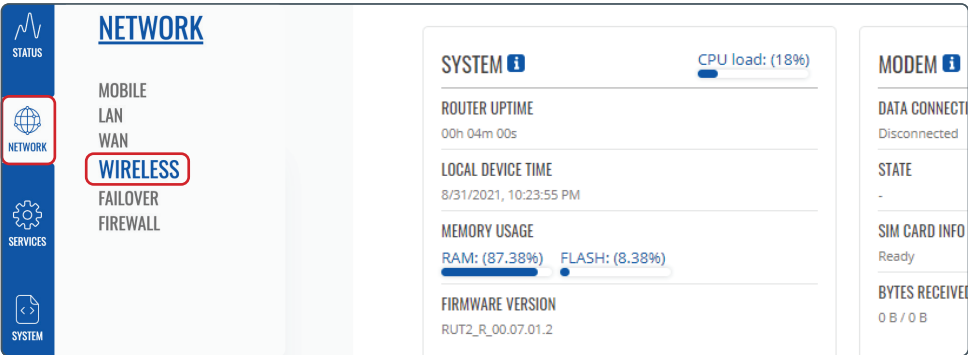 STATUS
NETWORK
SERVICES
SYSTEM
NETWORK
MOBILE
LAN
WAN
WIRELESS
FAILOVER
FIREWALL
SYSTEM i
CPU load: (18%)
ROUTER UPTIME
00h 04m 00s
LOCAL DEVICE TIME
8/31/2021, 10:23:55 PM
MEMORY USAGE
RAM: (87.38%) FLASH: (8.38%)
FIRMWARE VERSION
RUT2_R_00.07.01.2
MODEM i
DATA CONNECTI
Disconnected
STATE
-
SIM CARD INFO
Ready
BYTES RECEIVED
0 B / 0 B